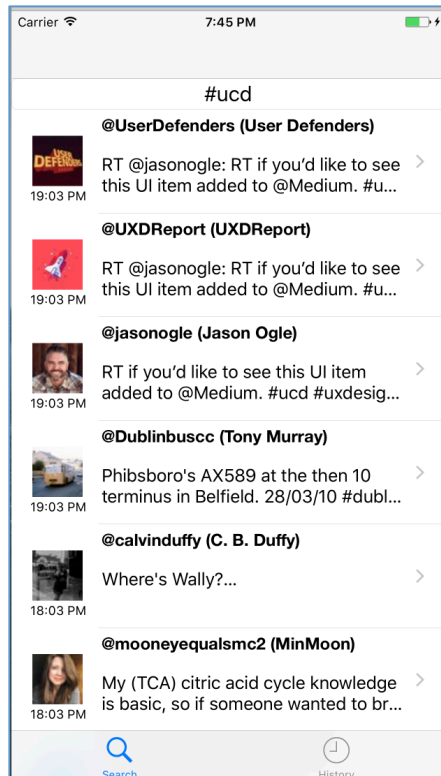 Carrier 7:45 PM
#ucd
@UserDefenders (User Defenders)
USER
DEFENDERS
RT @jasonogle: RT if you'd like to see
this UI item added to @Medium. #u...
19:03 PM
@UXDReport (UXDReport)
RT @jasonogle: RT if you'd like to see
this UI item added to @Medium. #u...
19:03 PM
@jasonogle (Jason Ogle)
RT if you'd like to see this UI item
added to @Medium. #ucd #uxdesig...
19:03 PM
@Dublinbuscc (Tony Murray)
Phibsboro's AX589 at the then 10
terminus in Belfield. 28/03/10 #dubl...
19:03 PM
@calvinduffy (C. B. Duffy)
Where's Wally?...
18:03 PM
@mooneyequalsmc2 (MinMoon)
My (TCA) citric acid cycle knowledge
is basic, so if someone wanted to br...
18:03 PM
Search History